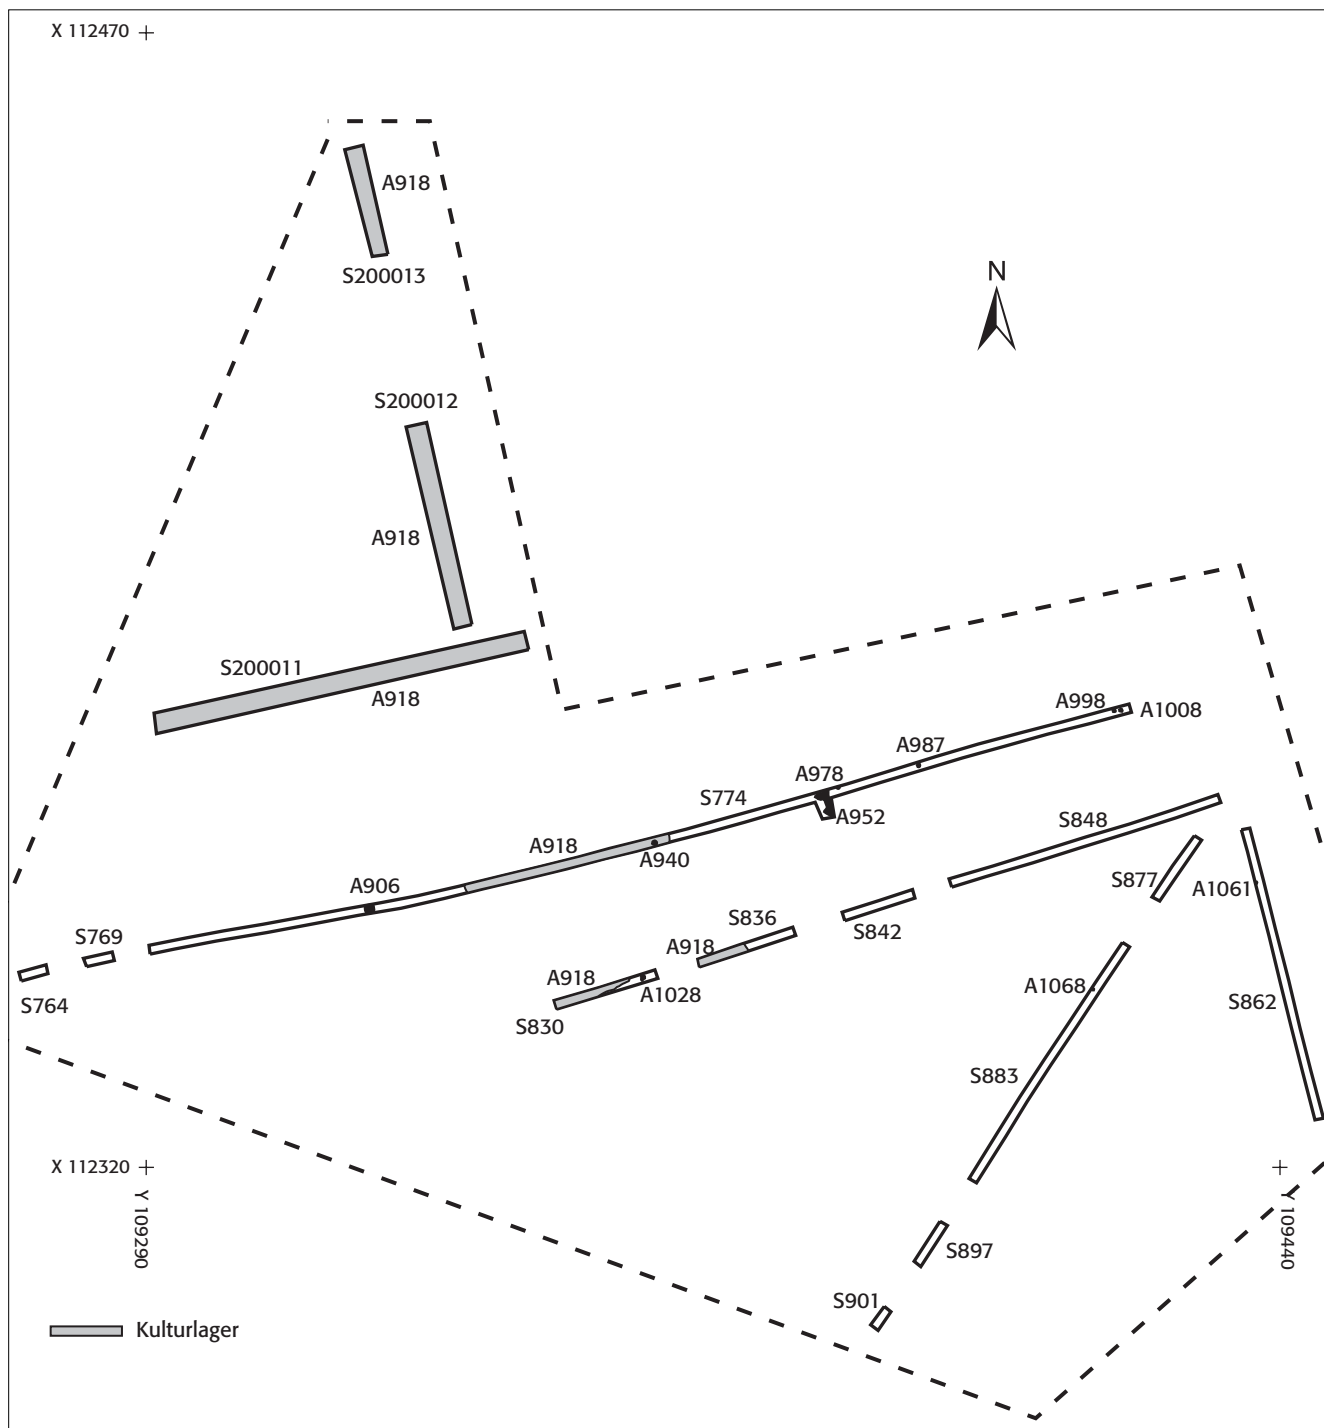 X 112470
A918
S200013
N
S200012
A918
S200011
A918
A998
A1008
A987
A978
S774
A952
S848
A918
A940
S877
A1061
A906
S836
S842
S769
A918
A918
A1028
A1068
S764
S830
S862
S883
X 112320
Y 109290
Y 109440
S897
S901
Kulturlager